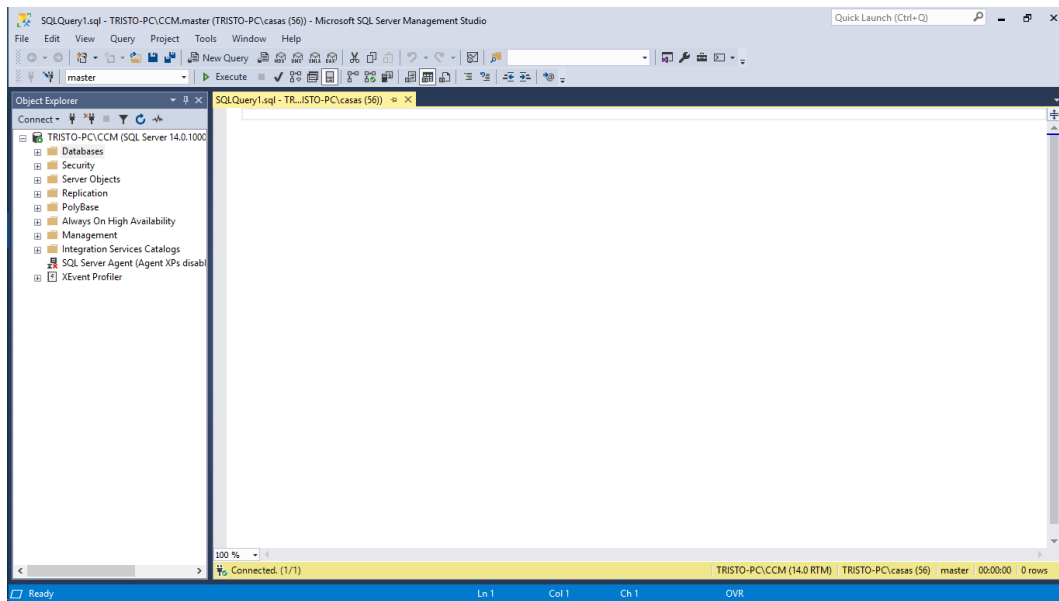 SQLQuery1.sql - TRISTO-PC\CCM.master (TRISTO-PC\casas (56)) - Microsoft SQL Server Management Studio
Quick Launch (Ctrl+Q)
File Edit View Query Project Tools Window Help
New Query
master
Execute
Object Explorer
SQLQuery1.sql - TR...ISTO-PC\casas (56))
Connect
TRISTO-PC\CCM (SQL Server 14.0.1000
Databases
Security
Server Objects
Replication
PolyBase
Always On High Availability
Management
Integration Services Catalogs
SQL Server Agent (Agent XPs disabl
XEvent Profiler
100 %
Connected. (1/1)
TRISTO-PC\CCM (14.0 RTM) TRISTO-PC\casas (56) master 00:00:00 0 rows
Ready Ln 1 Col 1 Ch 1 OVR